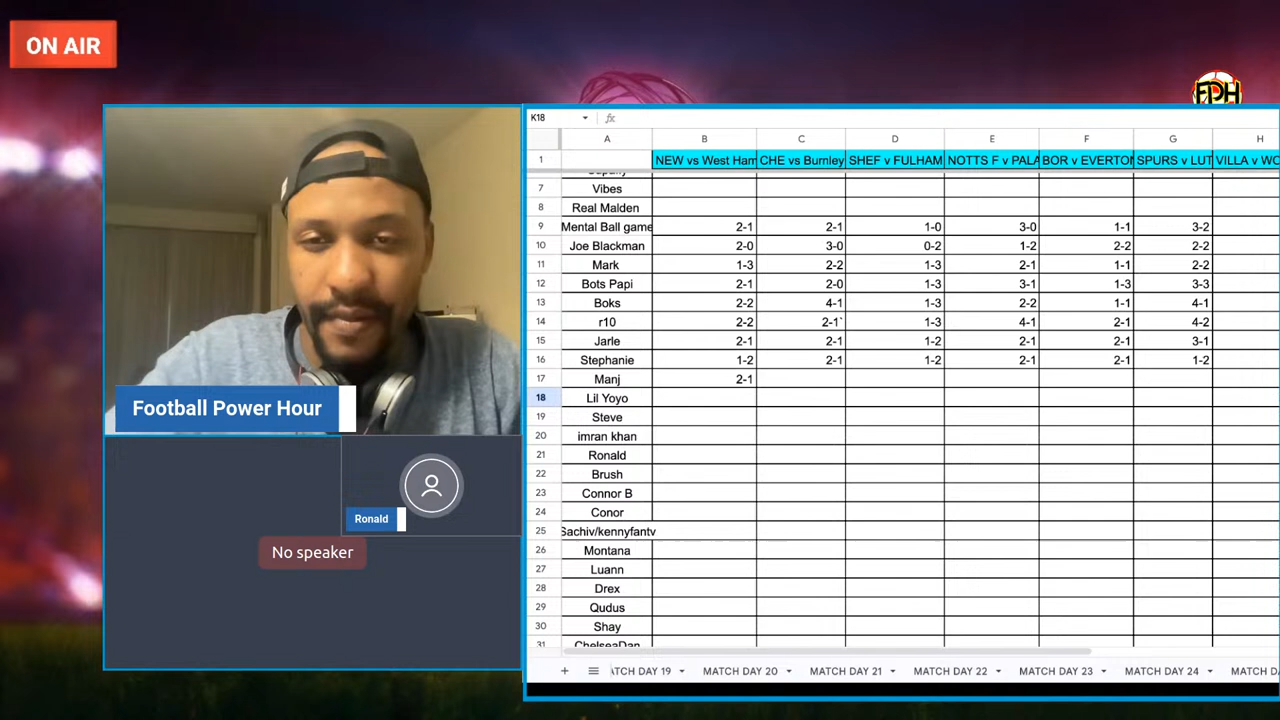 ON AIR
FPH
K18 fx
A B C D E F G H
1 NEW vs West Ham CHE vs Burnley SHEF v FULHAM NOTTS F v PALA BOR v EVERTON SPURS v LUT VILLA v WO
7 Vibes
8 Real Malden
9 Mental Ball game 2-1 2-1 1-0 3-0 1-1 3-2
10 Joe Blackman 2-0 3-0 0-2 1-2 2-2 2-2
11 Mark 1-3 2-2 1-3 2-1 1-1 2-2
12 Bots Papi 2-1 2-0 1-3 3-1 1-3 3-3
13 Boks 2-2 4-1 1-3 2-2 1-1 4-1
14 r10 2-2 2-1` 1-3 4-1 2-1 4-2
15 Jarle 2-1 2-1 1-2 2-1 2-1 3-1
16 Stephanie 1-2 2-1 1-2 2-1 2-1 1-2
17 Manj 2-1
18 Lil Yoyo
19 Steve
20 imran khan
21 Ronald
22 Brush
23 Connor B
24 Conor
25 Sachiv/kennyfantv
26 Montana
27 Luann
28 Drex
29 Qudus
30 Shay
31 ChelseaDan
+ ATCH DAY 19 MATCH DAY 20 MATCH DAY 21 MATCH DAY 22 MATCH DAY 23 MATCH DAY 24 MATCH D
Football Power Hour
Ronald
No speaker